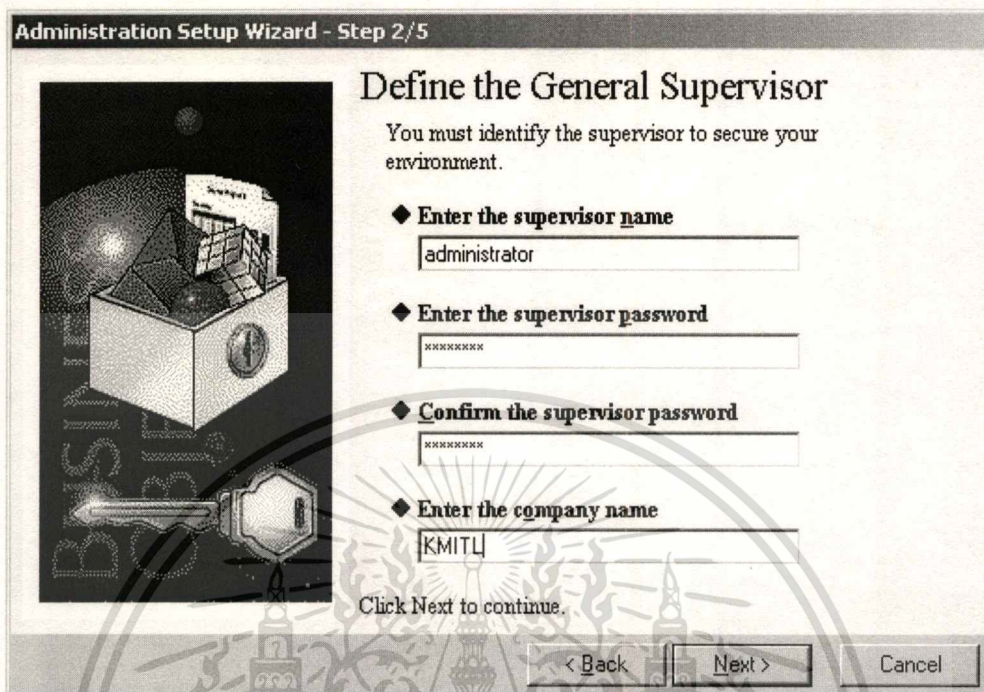 Administration Setup Wizard - Step 2/5
Define the General Supervisor
You must identify the supervisor to secure your
environment.
Enter the supervisor name
administrator
Enter the supervisor password
********
Confirm the supervisor password
********
Enter the company name
KMITL
Click Next to continue.
< Back
Next >
Cancel
BUSINESS
OBJECTS